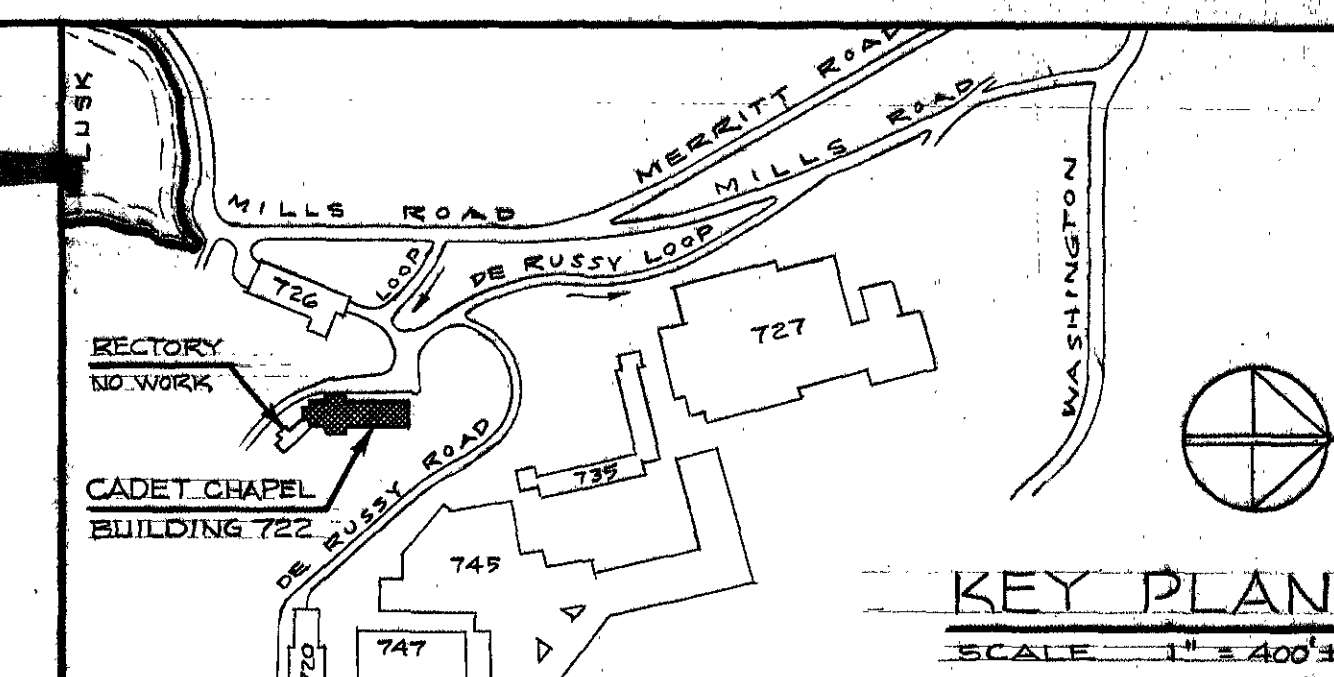 LUSK
MERRITT ROAD
MILLS ROAD
WASHINGTON
MILLS ROAD
LOOP
DE RUSSY LOOP
726
727
RECTORY
NO WORK
DE RUSSY ROAD
735
CADET CHAPEL
BUILDING 722
745
747
720
KEY PLAN
SCALE 1" = 400'±